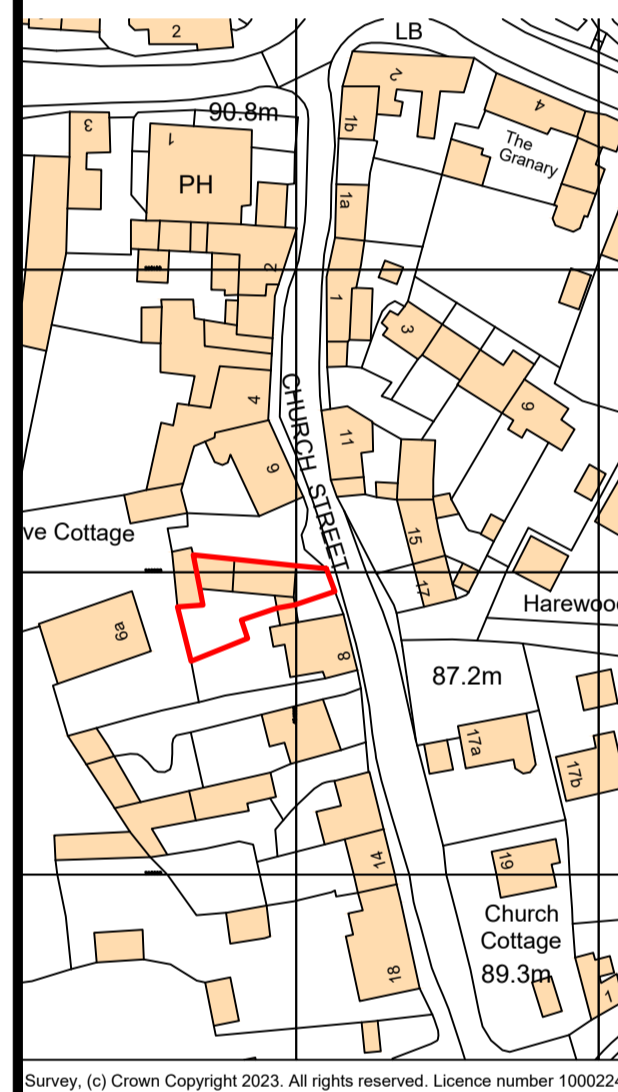 2
LB
2
4
3
90.8m
1
1b
The
Granary
PH
1a
2
1
3
4
9
CHURCH STREET
11
6
ve Cottage
15
17
Harewoo
6a
8
87.2m
17a
17b
14
19
Church
Cottage
18
89.3m
1
Survey, (c) Crown Copyright 2023. All rights reserved. Licence number 1000224